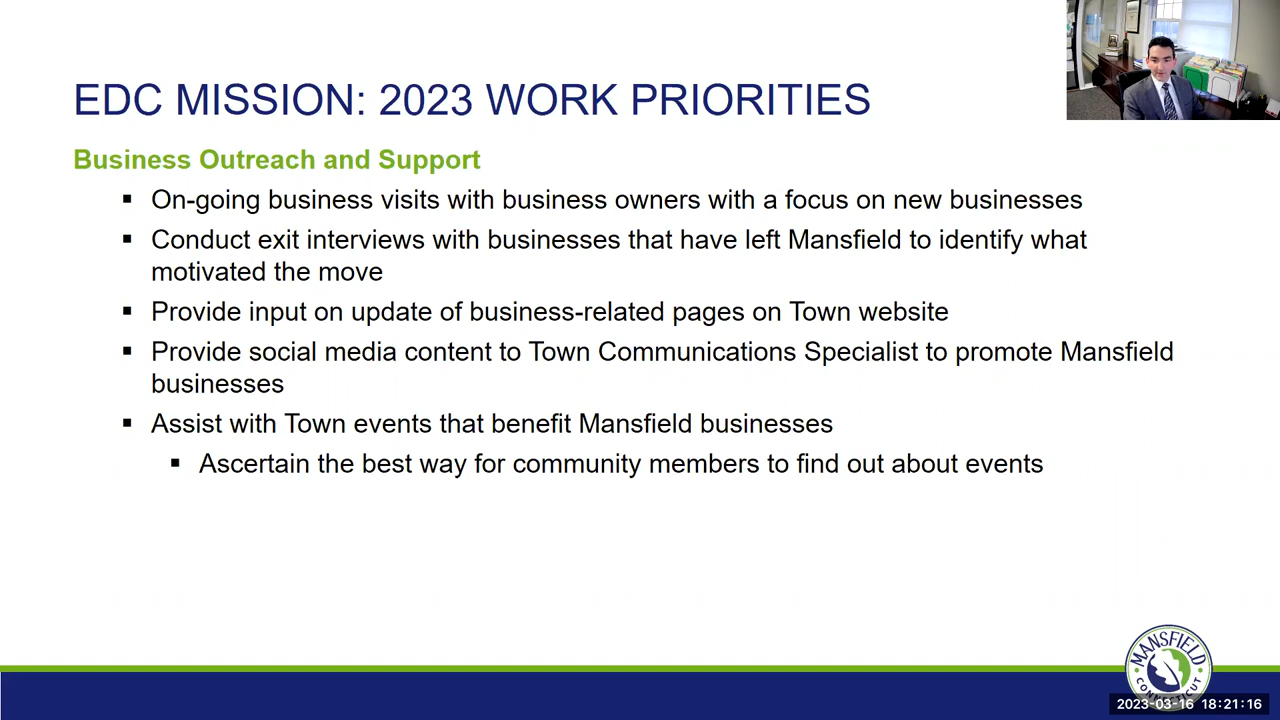 EDC MISSION: 2023 WORK PRIORITIES
Business Outreach and Support
▪ On-going business visits with business owners with a focus on new businesses
▪ Conduct exit interviews with businesses that have left Mansfield to identify what
motivated the move
▪ Provide input on update of business-related pages on Town website
▪ Provide social media content to Town Communications Specialist to promote Mansfield
businesses
▪ Assist with Town events that benefit Mansfield businesses
▪ Ascertain the best way for community members to find out about events
MANSFIELD
CONNECTICUT
2023-03-16 18:21:16